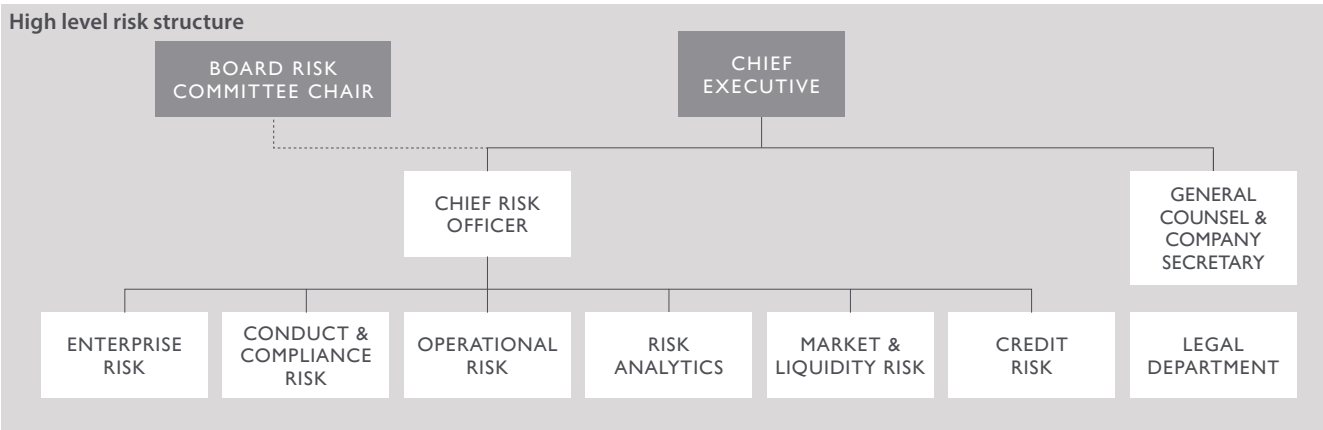 High level risk structure
BOARD RISK
COMMITTEE CHAIR
CHIEF
EXECUTIVE
CHIEF RISK
OFFICER
GENERAL
COUNSEL &
COMPANY
SECRETARY
ENTERPRISE
RISK
CONDUCT &
COMPLIANCE
RISK
OPERATIONAL
RISK
RISK
ANALYTICS
MARKET &
LIQUIDITY RISK
CREDIT
RISK
LEGAL
DEPARTMENT